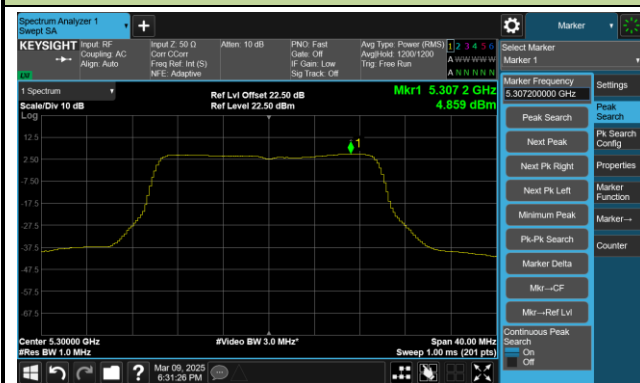 Spectrum Analyzer 1
Swept SA
+
Marker
KEYSIGHT
Input: RF
Coupling: AC
Align: Auto
Input Z: 50 Ω
Corr CCorr
Freq Ref: Int (S)
NFE: Adaptive
Atten: 10 dB
PNO: Fast
Gate: Off
IF Gain: Low
Sig Track: Off
Avg Type: Power (RMS)
Avg|Hold: 1200/1200
Trig: Free Run
1 2 3 4 5 6
A W W W W W
A N N N N N
Select Marker
Marker 1
1 Spectrum
Scale/Div 10 dB
Log
Ref Lvl Offset 22.50 dB
Ref Level 22.50 dBm
Mkr1 5.307 2 GHz
4.859 dBm
12.5
2.50
-7.50
-17.5
-27.5
-37.5
-47.5
-57.5
-67.5
1
Center 5.30000 GHz
#Res BW 1.0 MHz
#Video BW 3.0 MHz*
Span 40.00 MHz
Sweep 1.00 ms (201 pts)
Marker Frequency
5.307200000 GHz
Peak Search
Next Peak
Next Pk Right
Next Pk Left
Minimum Peak
Pk-Pk Search
Marker Delta
Mkr→CF
Mkr→Ref Lvl
Continuous Peak
Search
On
Off
Settings
Peak
Search
Pk Search
Config
Properties
Marker
Function
Marker→
Counter
?
Mar 09, 2025
6:31:26 PM